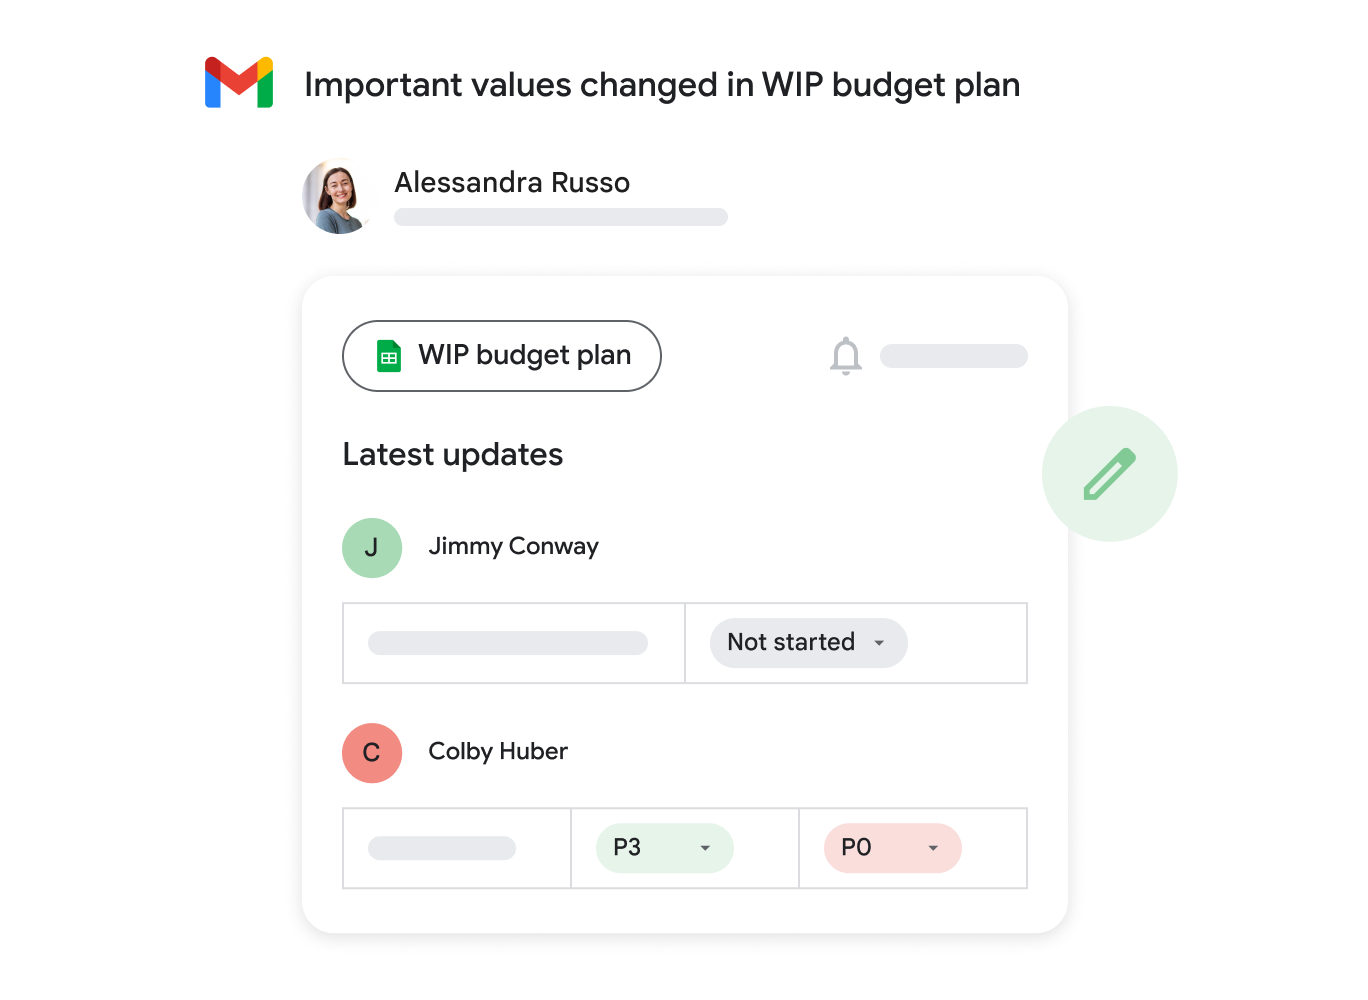 Important values changed in WIP budget plan
Alessandra Russo
WIP budget plan
Latest updates
J Jimmy Conway
Not started
C Colby Huber
P3 P0